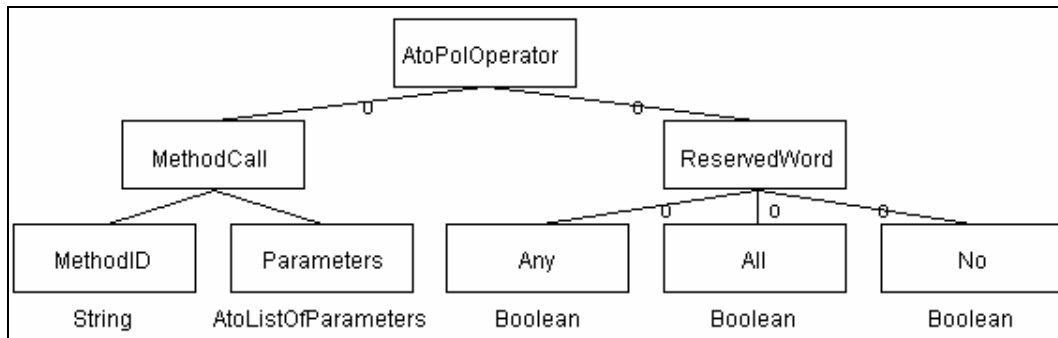 AtoPolOperator
0 0
MethodCall ReservedWord
0 0 0
MethodID Parameters Any All No
String AtoListOfParameters Boolean Boolean Boolean